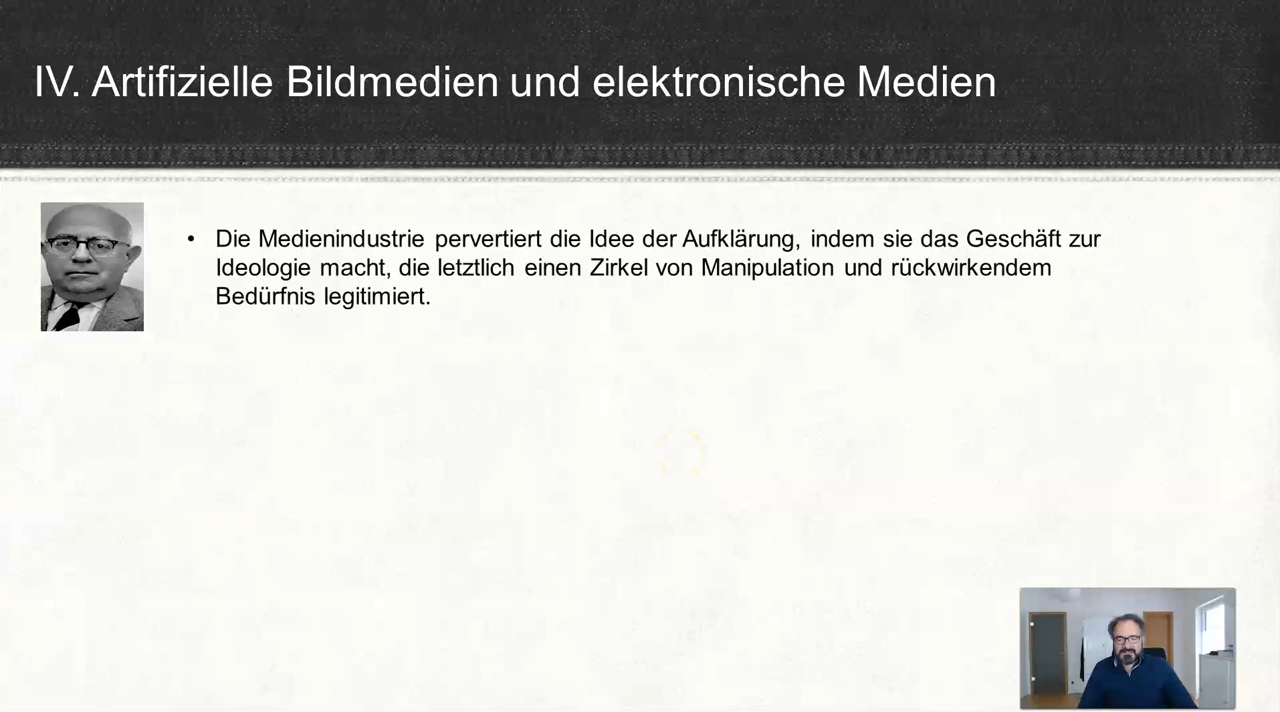 IV. Artifizielle Bildmedien und elektronische Medien
• Die Medienindustrie pervertiert die Idee der Aufklärung, indem sie das Geschäft zur
Ideologie macht, die letztlich einen Zirkel von Manipulation und rückwirkendem
Bedürfnis legitimiert.